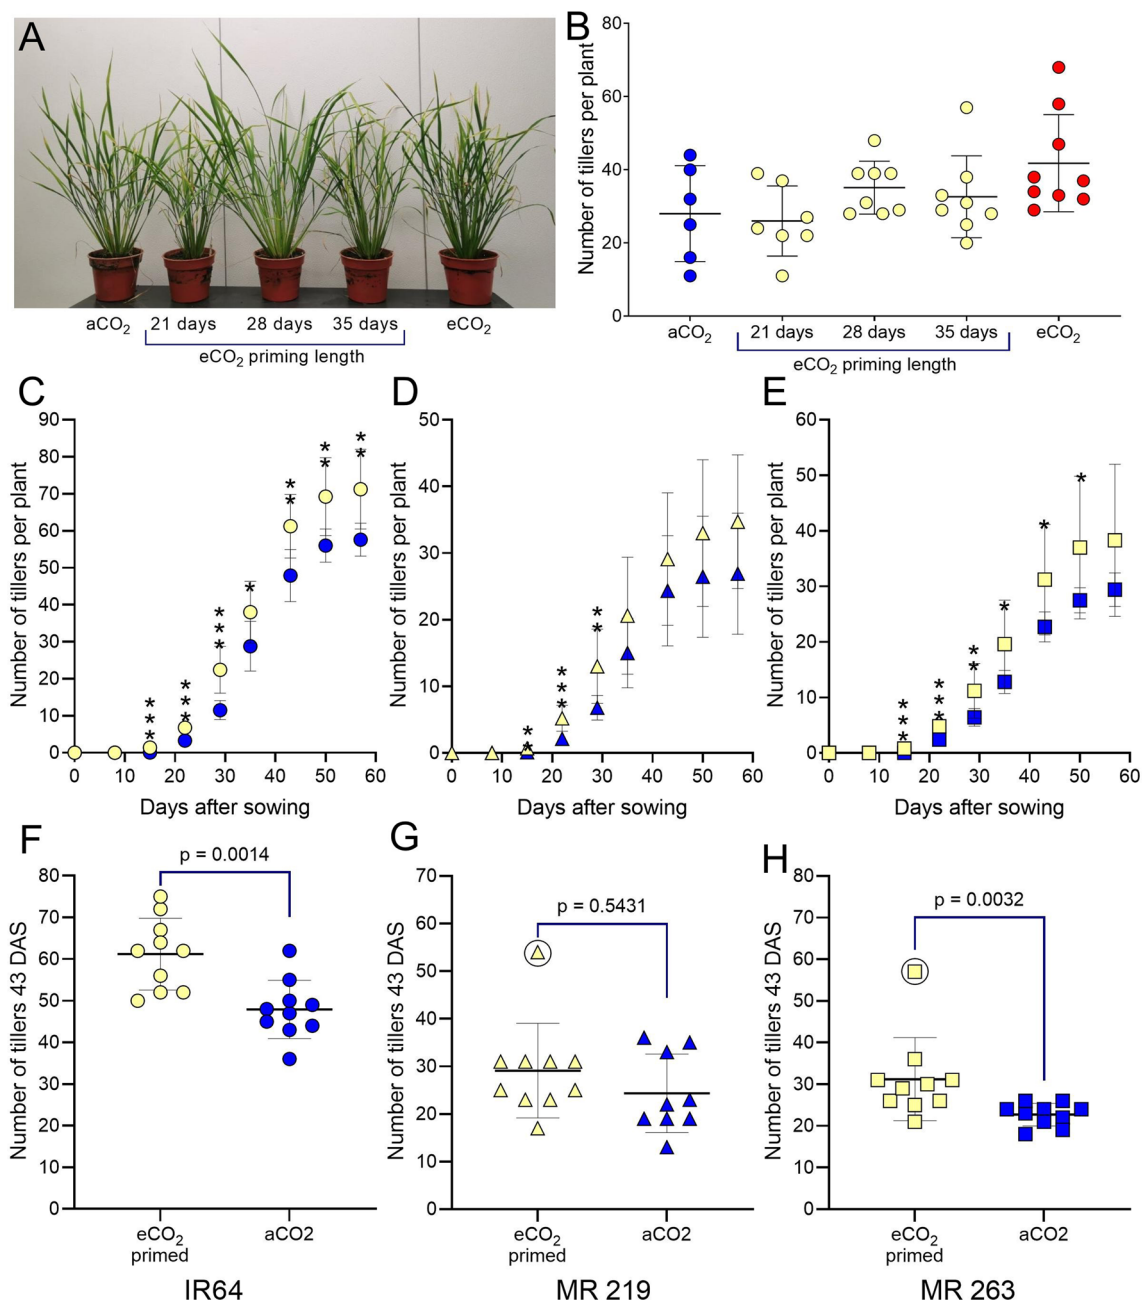 A
aCO2
21 days
28 days
35 days
eCO2
eCO2 priming length
B
Number of tillers per plant
80
60
40
20
0
aCO2
21 days
28 days
35 days
eCO2
eCO2 priming length
C
Number of tillers per plant
90
80
70
60
50
40
30
20
10
0
***
***
***
*
**
**
**
0
10
20
30
40
50
60
Days after sowing
D
Number of tillers per plant
50
40
30
20
10
0
**
***
**
0
10
20
30
40
50
60
Days after sowing
E
Number of tillers per plant
60
50
40
30
20
10
0
***
***
**
*
*
*
0
10
20
30
40
50
60
Days after sowing
F
Number of tillers 43 DAS
80
70
60
50
40
30
20
10
0
p = 0.0014
eCO2
primed
aCO2
IR64
G
Number of tillers 43 DAS
70
60
50
40
30
20
10
0
p = 0.5431
eCO2
primed
aCO2
MR 219
H
Number of tillers 43 DAS
80
70
60
50
40
30
20
10
0
p = 0.0032
eCO2
primed
aCO2
MR 263